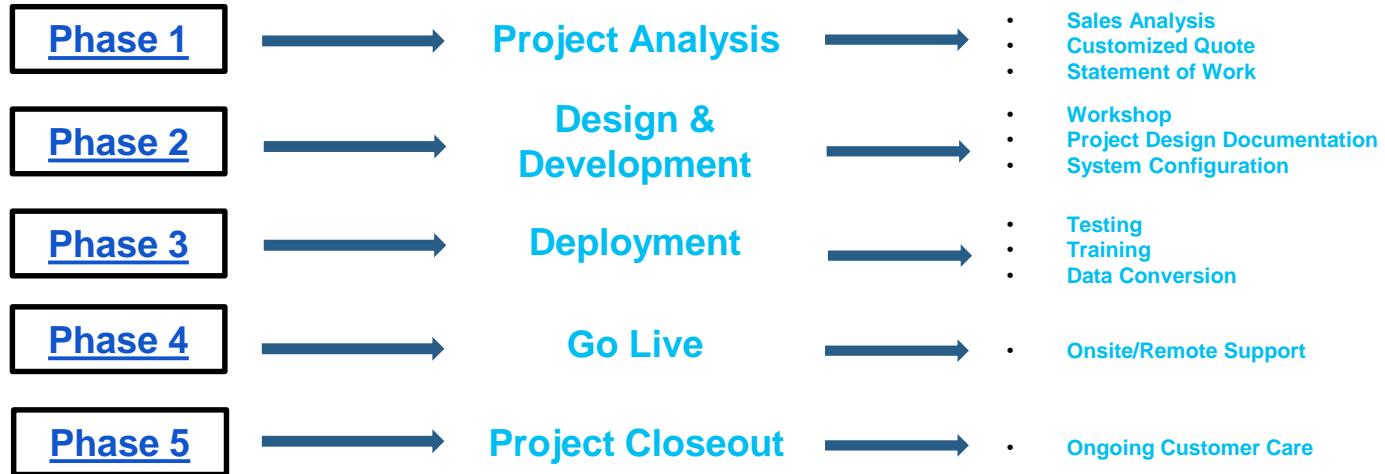 Phase 1
Project Analysis
• Sales Analysis
• Customized Quote
• Statement of Work
Phase 2
Design &
Development
• Workshop
• Project Design Documentation
• System Configuration
Phase 3
Deployment
• Testing
• Training
• Data Conversion
Phase 4
Go Live
• Onsite/Remote Support
Phase 5
Project Closeout
• Ongoing Customer Care